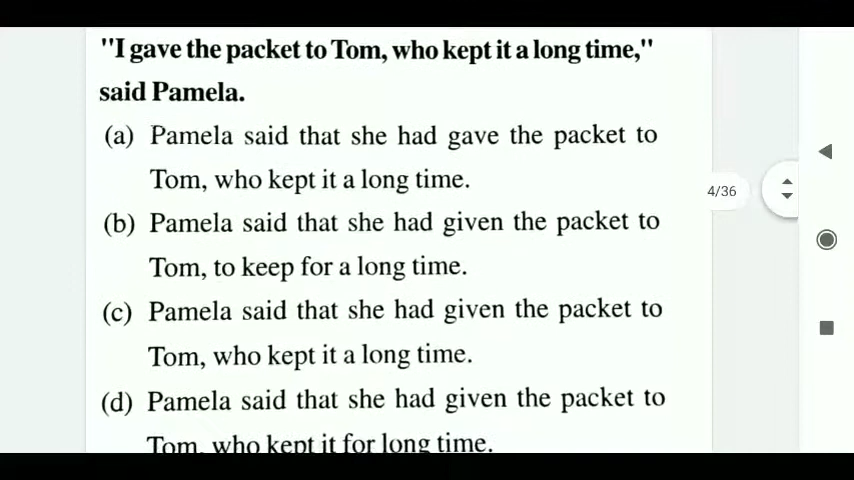 "I gave the packet to Tom, who kept it a long time,"
said Pamela.
(a) Pamela said that she had gave the packet to
Tom, who kept it a long time.
(b) Pamela said that she had given the packet to
Tom, to keep for a long time.
(c) Pamela said that she had given the packet to
Tom, who kept it a long time.
(d) Pamela said that she had given the packet to
Tom, who kept it for long time.
4/36